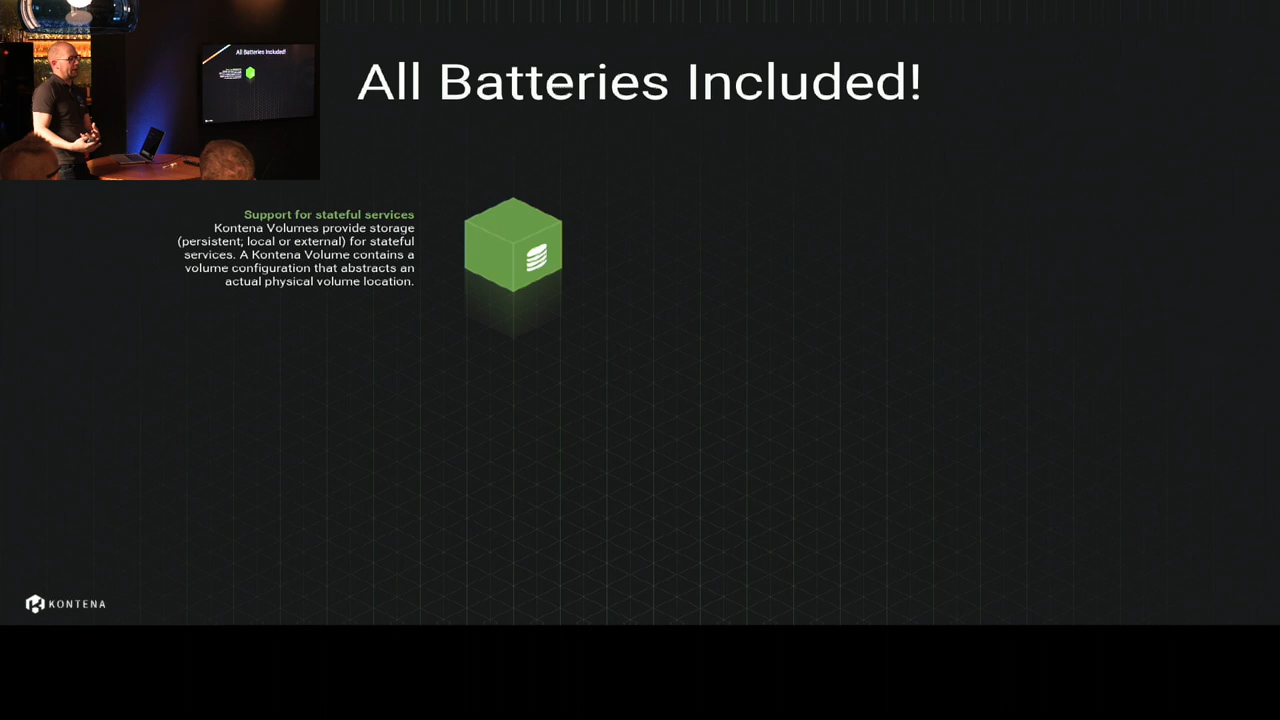 All Batteries Included!
All Batteries Included!
Support for stateful services
Kontena Volumes provide storage
(persistent; local or external) for stateful
services. A Kontena Volume contains a
volume configuration that abstracts an
actual physical volume location.
KONTENA